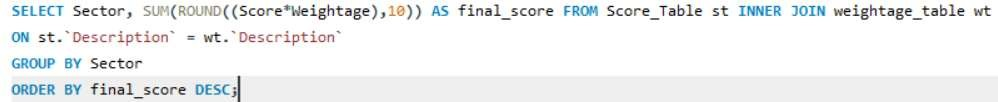 SELECT Sector, SUM(ROUND((Score*Weightage),10)) AS final_score FROM Score_Table st INNER JOIN weightage_table wt
ON st.`Description` = wt.`Description`
GROUP BY Sector
ORDER BY final_score DESC;